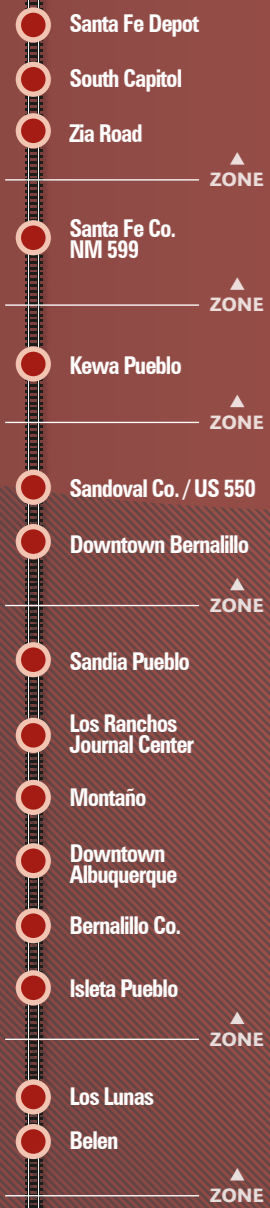 Santa Fe Depot
South Capitol
Zia Road
ZONE
Santa Fe Co.
NM 599
ZONE
Kewa Pueblo
ZONE
Sandoval Co. / US 550
Downtown Bernalillo
ZONE
Sandia Pueblo
Los Ranchos
Journal Center
Montaño
Downtown
Albuquerque
Bernalillo Co.
Isleta Pueblo
ZONE
Los Lunas
Belen
ZONE